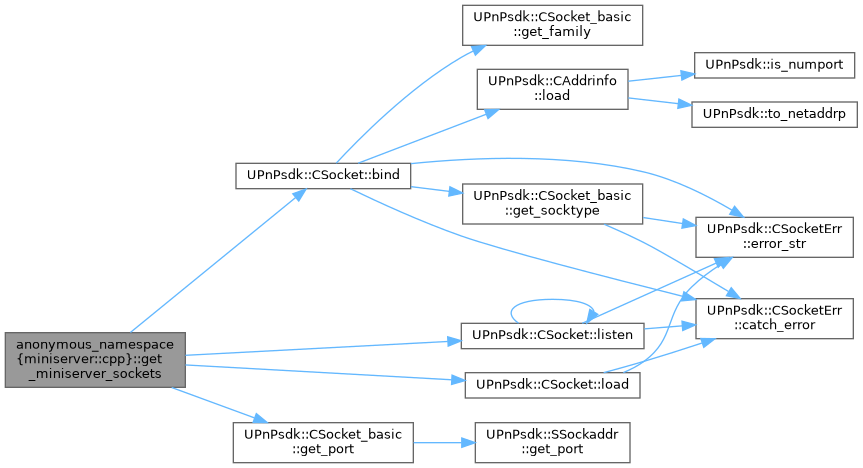 UPnPsdk::CSocket_basic
::get_family
UPnPsdk::is_numport
UPnPsdk::CAddrinfo
::load
UPnPsdk::to_netaddrp
UPnPsdk::CSocket::bind
UPnPsdk::CSocket_basic
::get_socktype
UPnPsdk::CSocketErr
::error_str
UPnPsdk::CSocketErr
::catch_error
UPnPsdk::CSocket::listen
anonymous_namespace
{miniserver::cpp}::get
_miniserver_sockets
UPnPsdk::CSocket::load
UPnPsdk::CSocket_basic
::get_port
UPnPsdk::SSockaddr
::get_port